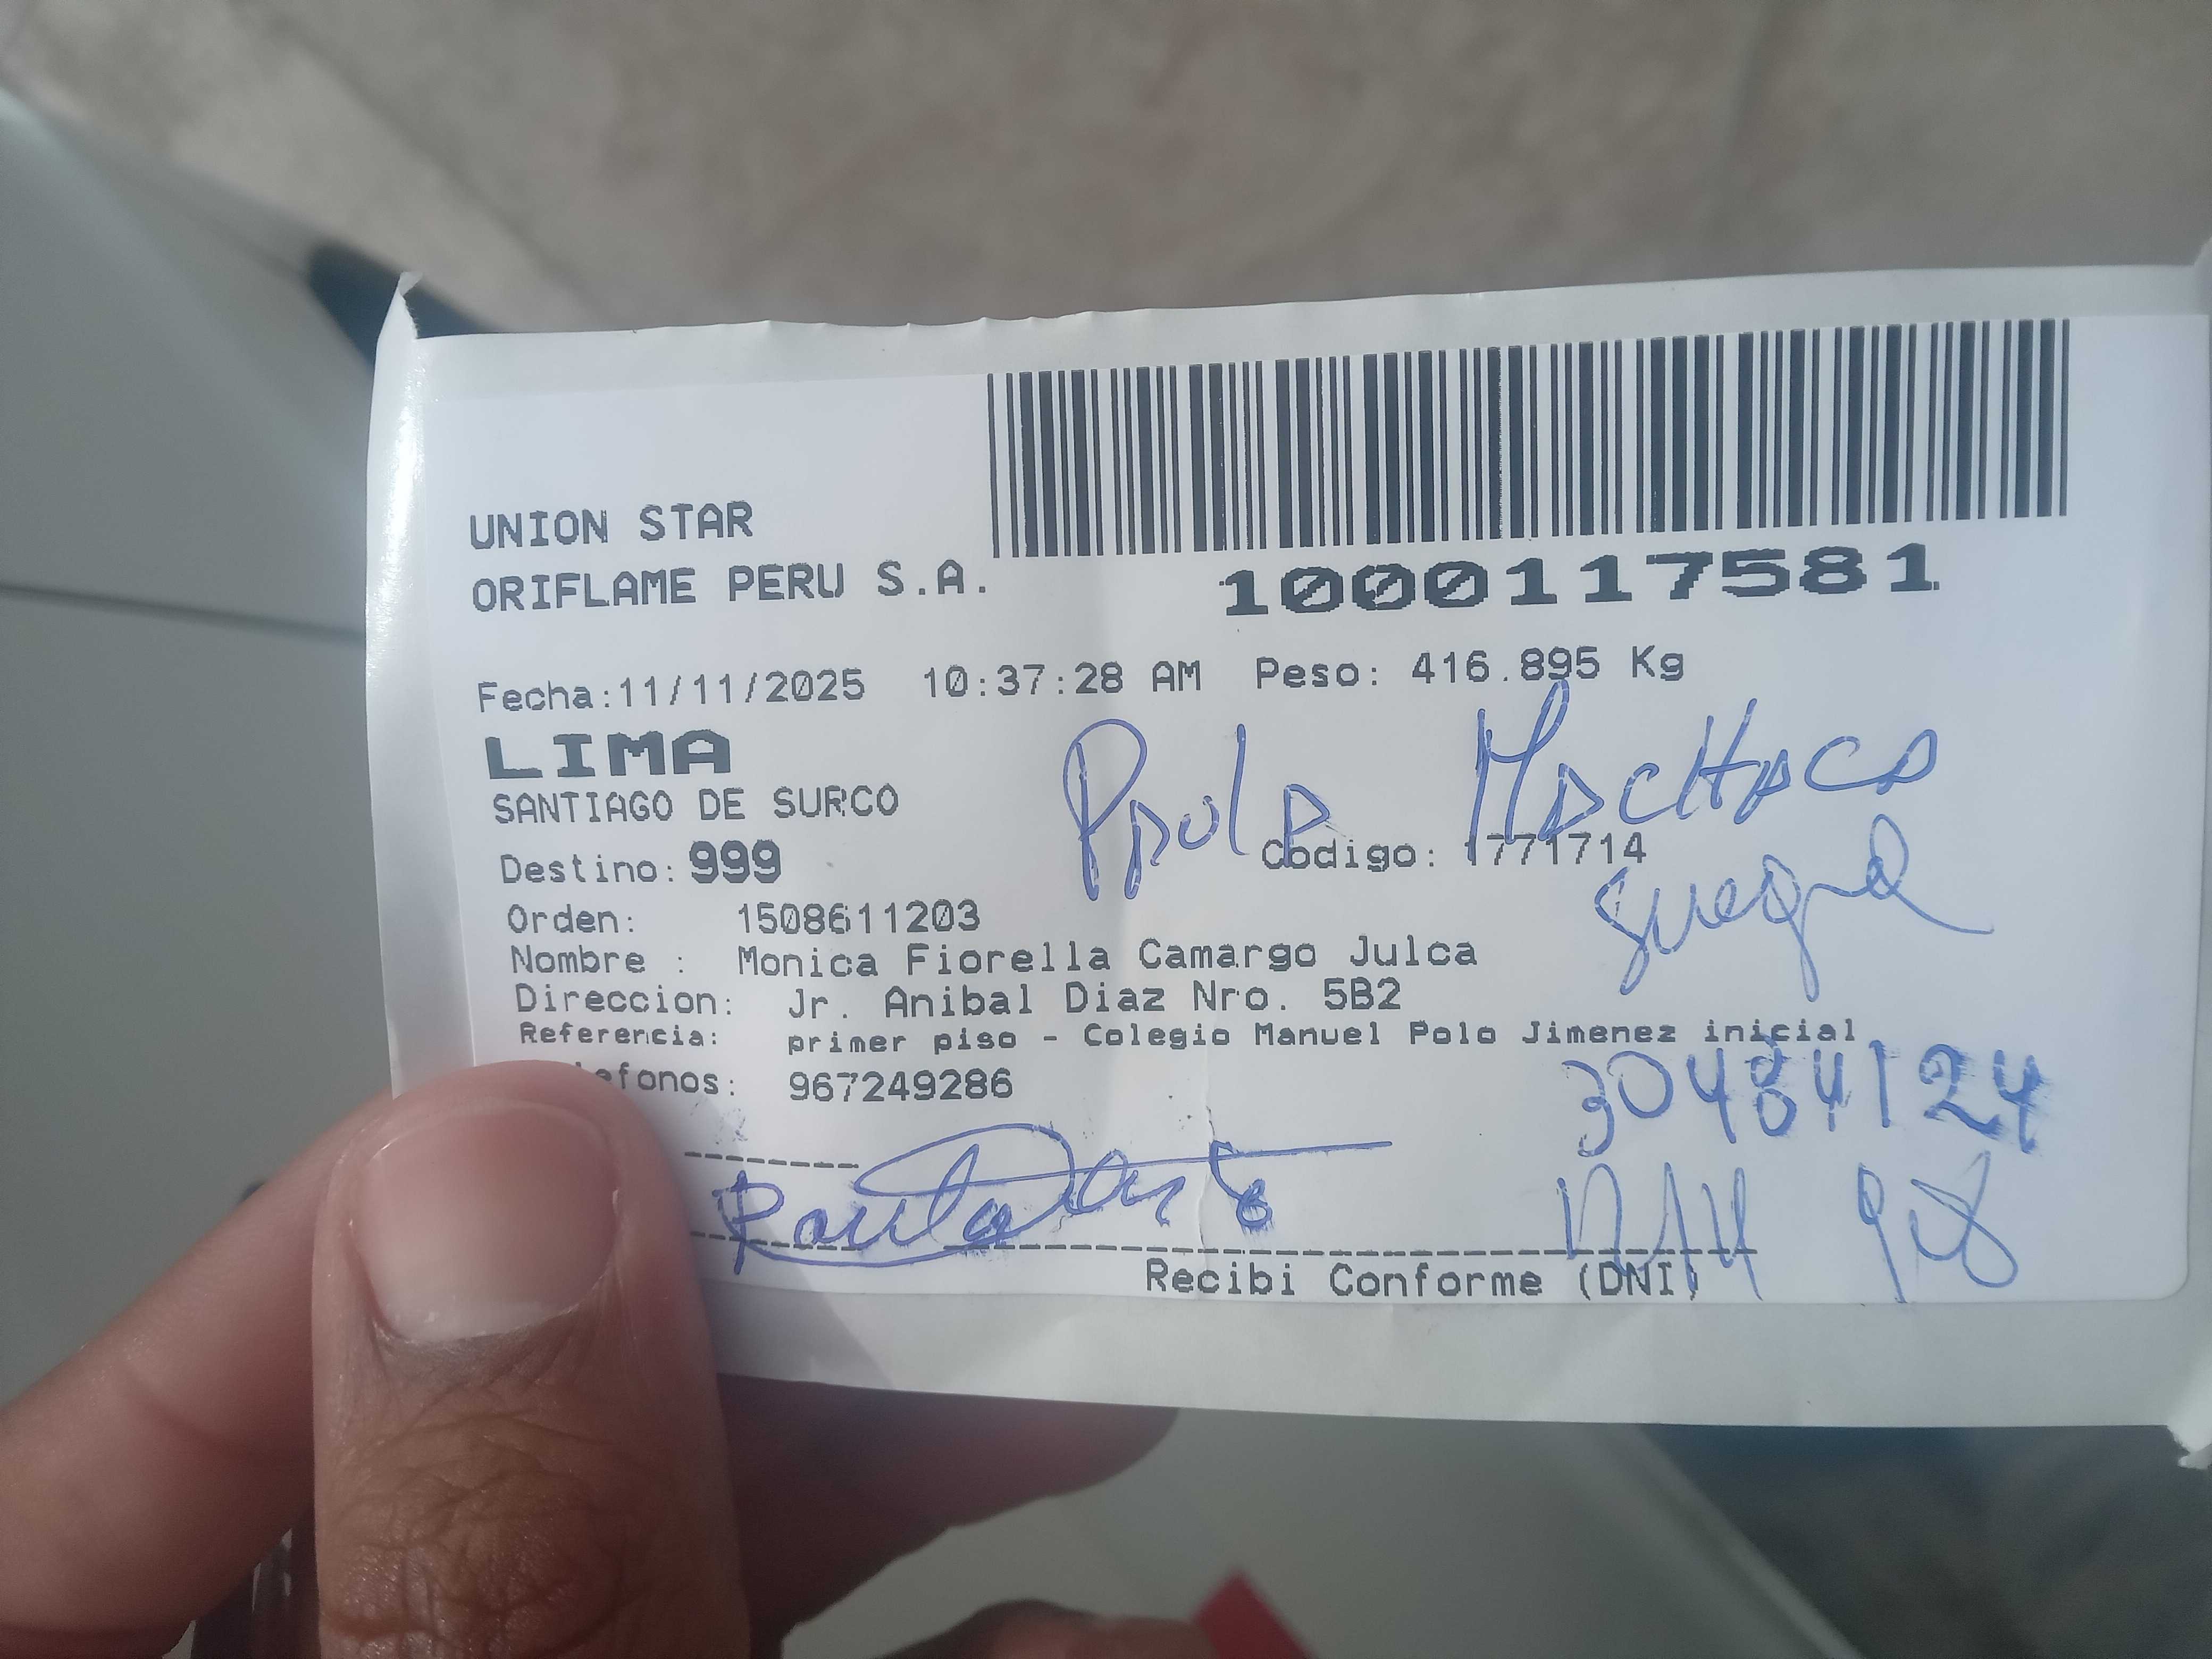 UNION STAR
ORIFLAME PERU S.A.
1000117581
Fecha:11/11/2025 10:37:28 AM Peso: 416.895 Kg
LIMA
SANTIAGO DE SURCO
Paola Machaca
Destino: 999 Codigo: 1771714
suegra
Orden: 1508611203
Nombre : Monica Fiorella Camargo Julca
Direccion: Jr. Anibal Diaz Nro. 5B2
Referencia: primer piso - Colegio Manuel Polo Jimenez inicial
efonos: 967249286
30484124
Recibi Conforme (DNI)